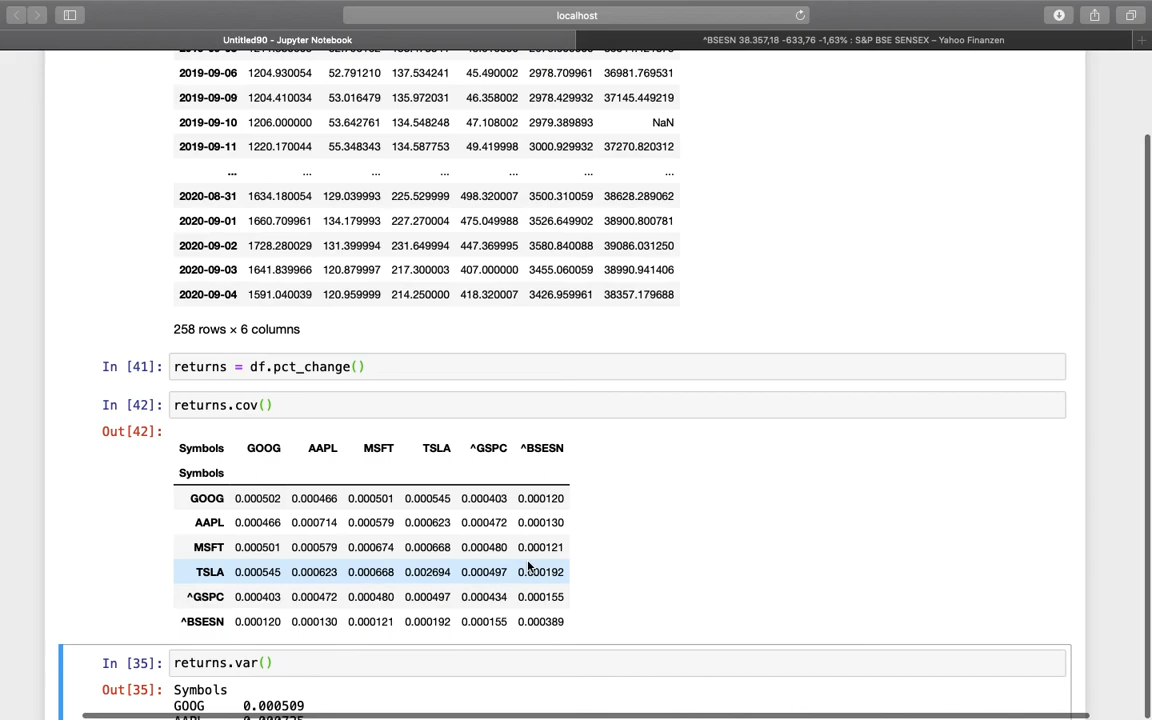 localhost
Untitled90 - Jupyter Notebook
^BSESN 38.357,18 -633,76 -1,63% : S&P BSE SENSEX – Yahoo Finanzen
2019-09-06 1204.930054 52.791210 137.534241 45.490002 2978.709961 36981.769531
2019-09-09 1204.410034 53.016479 135.972031 46.358002 2978.429932 37145.449219
2019-09-10 1206.000000 53.642761 134.548248 47.108002 2979.389893 NaN
2019-09-11 1220.170044 55.348343 134.587753 49.419998 3000.929932 37270.820312
... ... ... ... ... ... ...
2020-08-31 1634.180054 129.039993 225.529999 498.320007 3500.310059 38628.289062
2020-09-01 1660.709961 134.179993 227.270004 475.049988 3526.649902 38900.800781
2020-09-02 1728.280029 131.399994 231.649994 447.369995 3580.840088 39086.031250
2020-09-03 1641.839966 120.879997 217.300003 407.000000 3455.060059 38990.941406
2020-09-04 1591.040039 120.959999 214.250000 418.320007 3426.959961 38357.179688
258 rows × 6 columns
In [41]: returns = df.pct_change()
In [42]: returns.cov()
Out[42]:
Symbols GOOG AAPL MSFT TSLA ^GSPC ^BSESN
Symbols
GOOG 0.000502 0.000466 0.000501 0.000545 0.000403 0.000120
AAPL 0.000466 0.000714 0.000579 0.000623 0.000472 0.000130
MSFT 0.000501 0.000579 0.000674 0.000668 0.000480 0.000121
TSLA 0.000545 0.000623 0.000668 0.002694 0.000497 0.000192
^GSPC 0.000403 0.000472 0.000480 0.000497 0.000434 0.000155
^BSESN 0.000120 0.000130 0.000121 0.000192 0.000155 0.000389
In [35]: returns.var()
Out[35]: Symbols
GOOG 0.000509